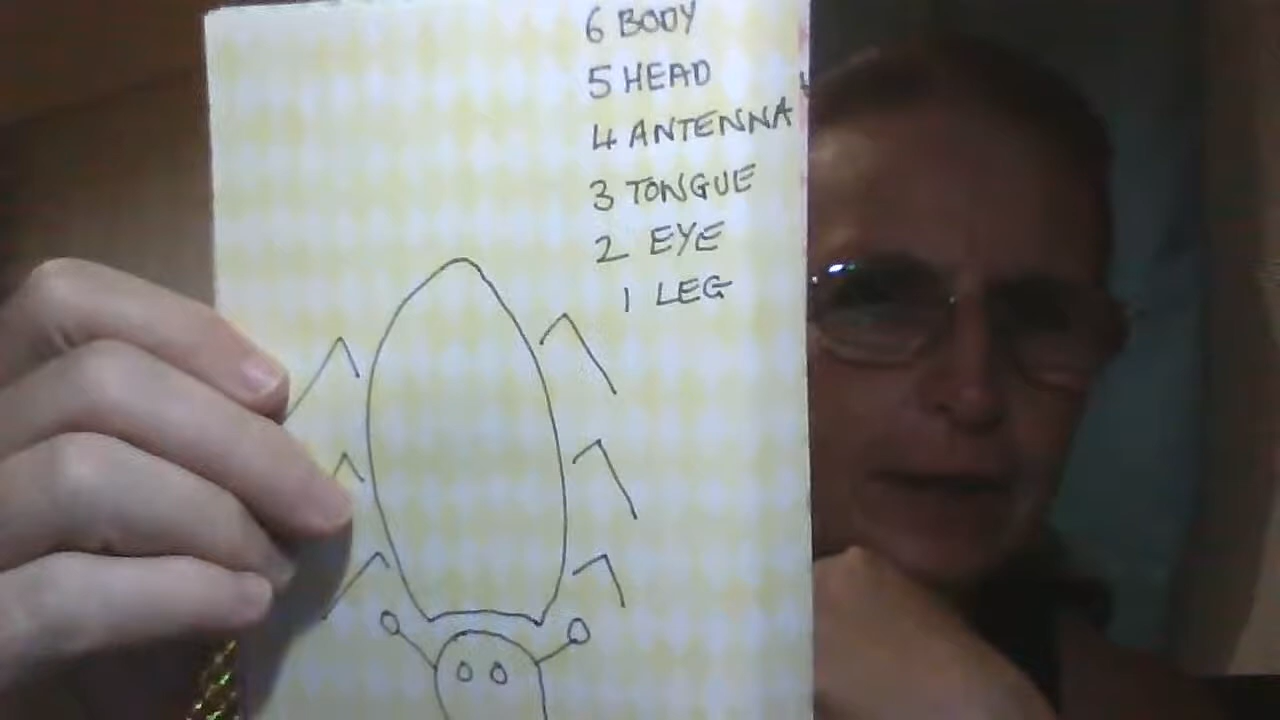 6 BODY
5 HEAD
4 ANTENNA
3 TONGUE
2 EYE
1 LEG